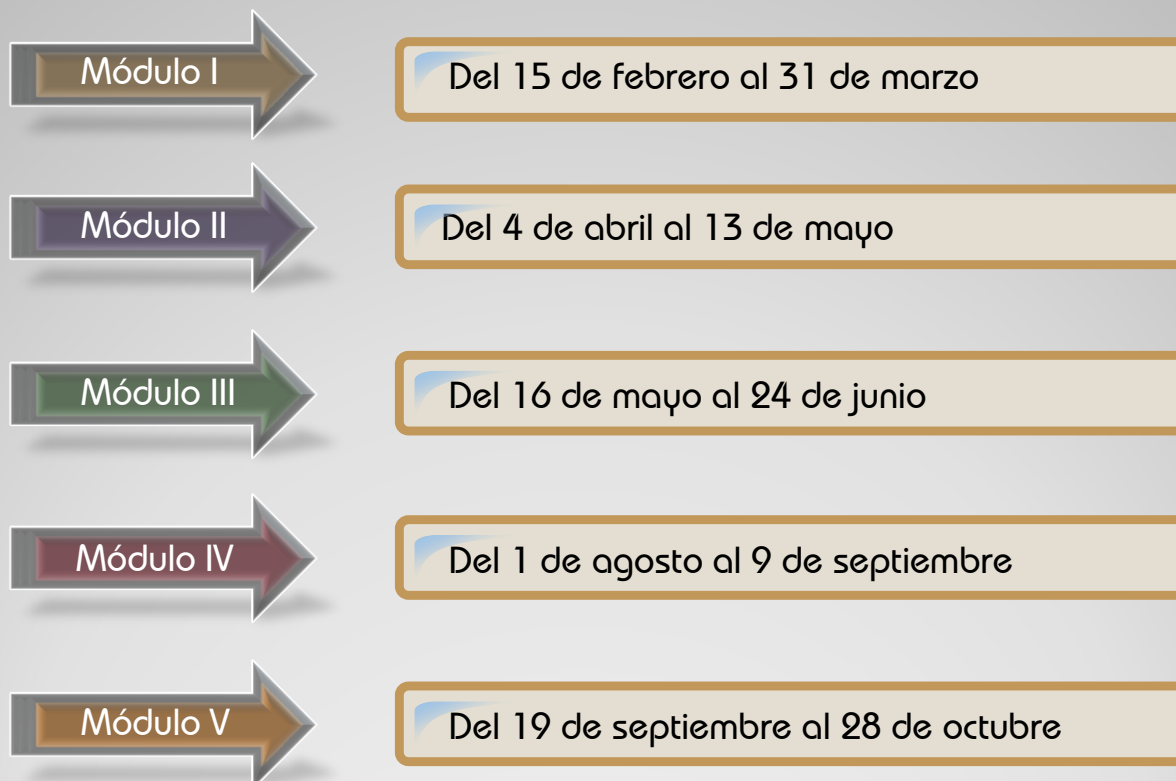 Módulo I
Del 15 de febrero al 31 de marzo
Módulo II
Del 4 de abril al 13 de mayo
Módulo III
Del 16 de mayo al 24 de junio
Módulo IV
Del 1 de agosto al 9 de septiembre
Módulo V
Del 19 de septiembre al 28 de octubre